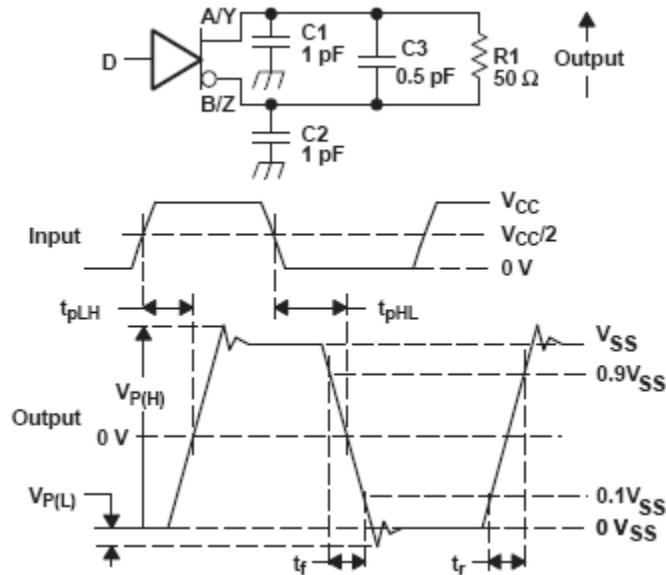 A/Y
D
B/Z
C1
1 pF
C2
1 pF
C3
0.5 pF
R1
50 Ω
Output
Input
VCC
VCC/2
0 V
tpLH
tpHL
VP(H)
Output
0 V
VP(L)
VSS
0.9VSS
0.1VSS
0 VSS
tf
tr